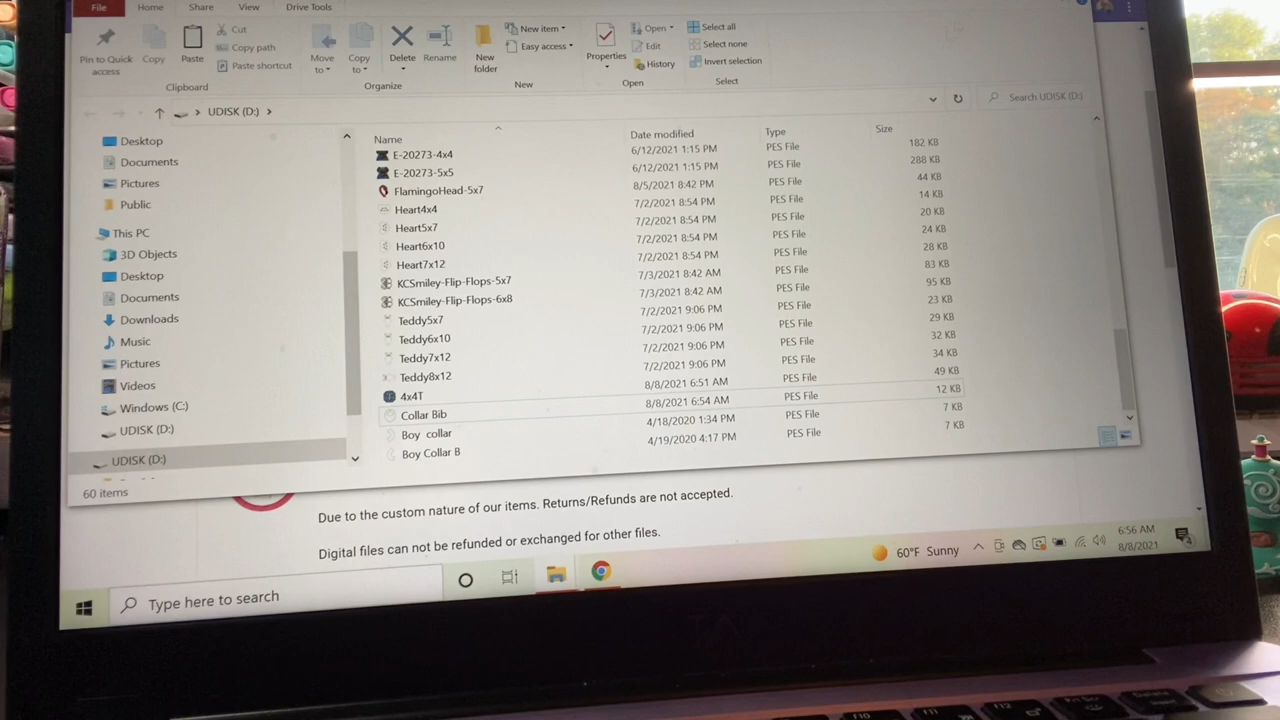 File Home Share View Drive Tools
Pin to Quick access
Copy
Paste
Cut
Copy path
Paste shortcut
Clipboard
Move to
Copy to
Delete
Rename
Organize
New folder
New item
Easy access
New
Properties
Open
Edit
History
Open
Select all
Select none
Invert selection
Select
UDISK (D:)
Search UDISK (D:)
Desktop
Documents
Pictures
Public
This PC
3D Objects
Desktop
Documents
Downloads
Music
Pictures
Videos
Windows (C:)
UDISK (D:)
UDISK (D:)
60 items
Name Date modified Type Size
E-20273-4x4 6/12/2021 1:15 PM PES File 182 KB
E-20273-5x5 6/12/2021 1:15 PM PES File 288 KB
FlamingoHead-5x7 8/5/2021 8:42 PM PES File 44 KB
Heart4x4 7/2/2021 8:54 PM PES File 14 KB
Heart5x7 7/2/2021 8:54 PM PES File 20 KB
Heart6x10 7/2/2021 8:54 PM PES File 24 KB
Heart7x12 7/2/2021 8:54 PM PES File 28 KB
KCSmiley-Flip-Flops-5x7 7/3/2021 8:42 AM PES File 83 KB
KCSmiley-Flip-Flops-6x8 7/3/2021 8:42 AM PES File 95 KB
Teddy5x7 7/2/2021 9:06 PM PES File 23 KB
Teddy6x10 7/2/2021 9:06 PM PES File 29 KB
Teddy7x12 7/2/2021 9:06 PM PES File 32 KB
Teddy8x12 7/2/2021 9:06 PM PES File 34 KB
4x4T 8/8/2021 6:51 AM PES File 49 KB
Collar Bib 8/8/2021 6:54 AM PES File 12 KB
Boy collar 4/18/2020 1:34 PM PES File 7 KB
Boy Collar B 4/19/2020 4:17 PM PES File 7 KB
Due to the custom nature of our items. Returns/Refunds are not accepted.
Digital files can not be refunded or exchanged for other files.
Type here to search
60°F Sunny
6:56 AM
8/8/2021
4
F10 F11 F12 Prt Scr Delete